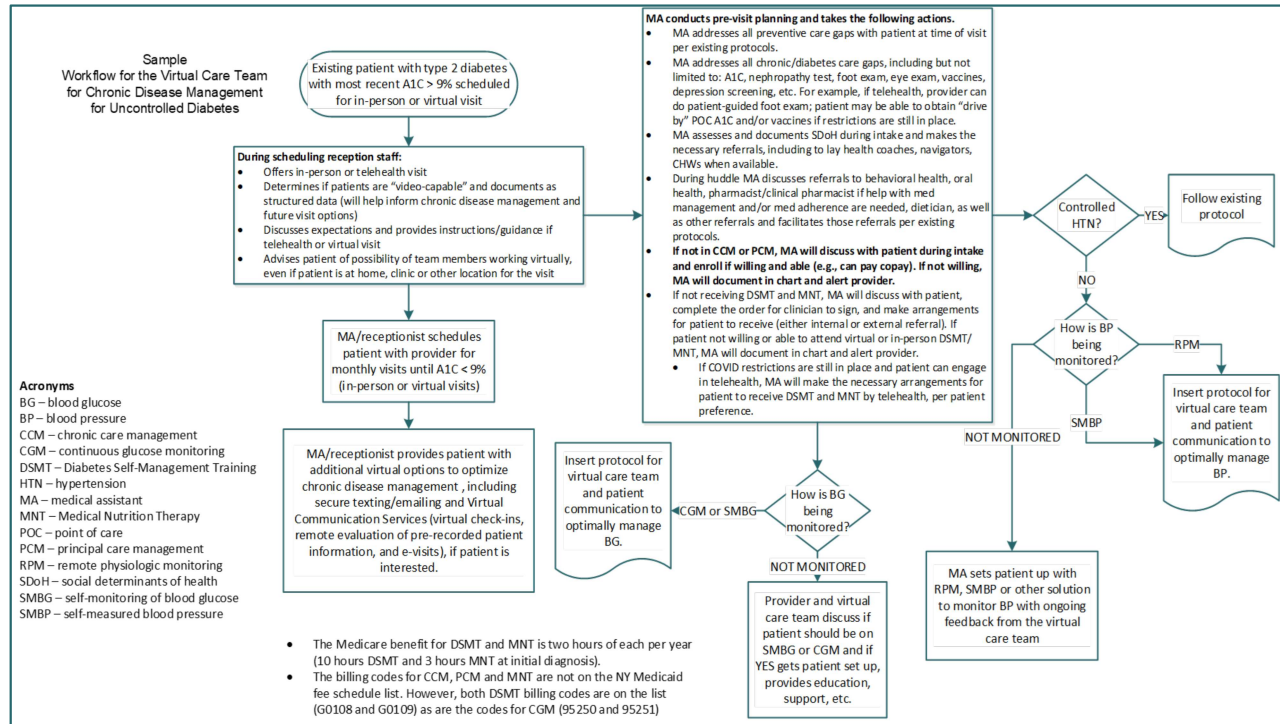 Sample
Workflow for the Virtual Care Team
for Chronic Disease Management
for Uncontrolled Diabetes
Existing patient with type 2 diabetes
with most recent A1C > 9% scheduled
for in-person or virtual visit
During scheduling reception staff:
• Offers in-person or telehealth visit
• Determines if patients are “video-capable” and documents as
structured data (will help inform chronic disease management and
future visit options)
• Discusses expectations and provides instructions/guidance if
telehealth or virtual visit
• Advises patient of possibility of team members working virtually,
even if patient is at home, clinic or other location for the visit
MA/receptionist schedules
patient with provider for
monthly visits until A1C < 9%
(in-person or virtual visits)
MA/receptionist provides patient with
additional virtual options to optimize
chronic disease management , including
secure texting/emailing and Virtual
Communication Services (virtual check-ins,
remote evaluation of pre-recorded patient
information, and e-visits), if patient is
interested.
MA conducts pre-visit planning and takes the following actions.
• MA addresses all preventive care gaps with patient at time of visit
per existing protocols.
• MA addresses all chronic/diabetes care gaps, including but not
limited to: A1C, nephropathy test, foot exam, eye exam, vaccines,
depression screening, etc. For example, if telehealth, provider can
do patient-guided foot exam; patient may be able to obtain “drive
by” POC A1C and/or vaccines if restrictions are still in place.
• MA assesses and documents SDoH during intake and makes the
necessary referrals, including to lay health coaches, navigators,
CHWs when available.
• During huddle MA discusses referrals to behavioral health, oral
health, pharmacist/clinical pharmacist if help with med
management and/or med adherence are needed, dietician, as well
as other referrals and facilitates those referrals per existing
protocols.
• If not in CCM or PCM, MA will discuss with patient during intake
and enroll if willing and able (e.g., can pay copay). If not willing,
MA will document in chart and alert provider.
• If not receiving DSMT and MNT, MA will discuss with patient,
complete the order for clinician to sign, and make arrangements
for patient to receive (either internal or external referral). If
patient not willing or able to attend virtual or in-person DSMT/
MNT, MA will document in chart and alert provider.
• If COVID restrictions are still in place and patient can engage
in telehealth, MA will make the necessary arrangements for
patient to receive DSMT and MNT by telehealth, per patient
preference.
Controlled
HTN?
YES
Follow existing
protocol
NO
How is BP
being
monitored?
RPM
SMBP
NOT MONITORED
Insert protocol for
virtual care team
and patient
communication to
optimally manage
BP.
MA sets patient up with
RPM, SMBP or other solution
to monitor BP with ongoing
feedback from the virtual
care team
How is BG
being
monitored?
CGM or SMBG
Insert protocol for
virtual care team
and patient
communication to
optimally manage
BG.
NOT MONITORED
Provider and virtual
care team discuss if
patient should be on
SMBG or CGM and if
YES gets patient set up,
provides education,
support, etc.
Acronyms
BG – blood glucose
BP – blood pressure
CCM – chronic care management
CGM – continuous glucose monitoring
DSMT – Diabetes Self-Management Training
HTN – hypertension
MA – medical assistant
MNT – Medical Nutrition Therapy
POC – point of care
PCM – principal care management
RPM – remote physiologic monitoring
SDoH – social determinants of health
SMBG – self-monitoring of blood glucose
SMBP – self-measured blood pressure
• The Medicare benefit for DSMT and MNT is two hours of each per year
(10 hours DSMT and 3 hours MNT at initial diagnosis).
• The billing codes for CCM, PCM and MNT are not on the NY Medicaid
fee schedule list. However, both DSMT billing codes are on the list
(G0108 and G0109) as are the codes for CGM (95250 and 95251)